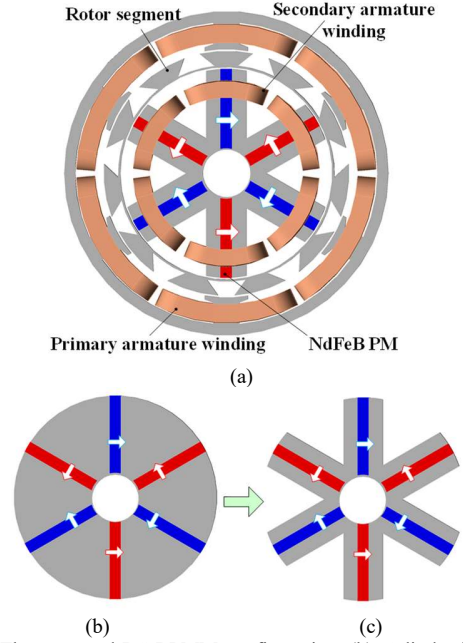 Rotor segment
Secondary armature
winding
Primary armature winding
NdFeB PM
(a)
(b)
(c)